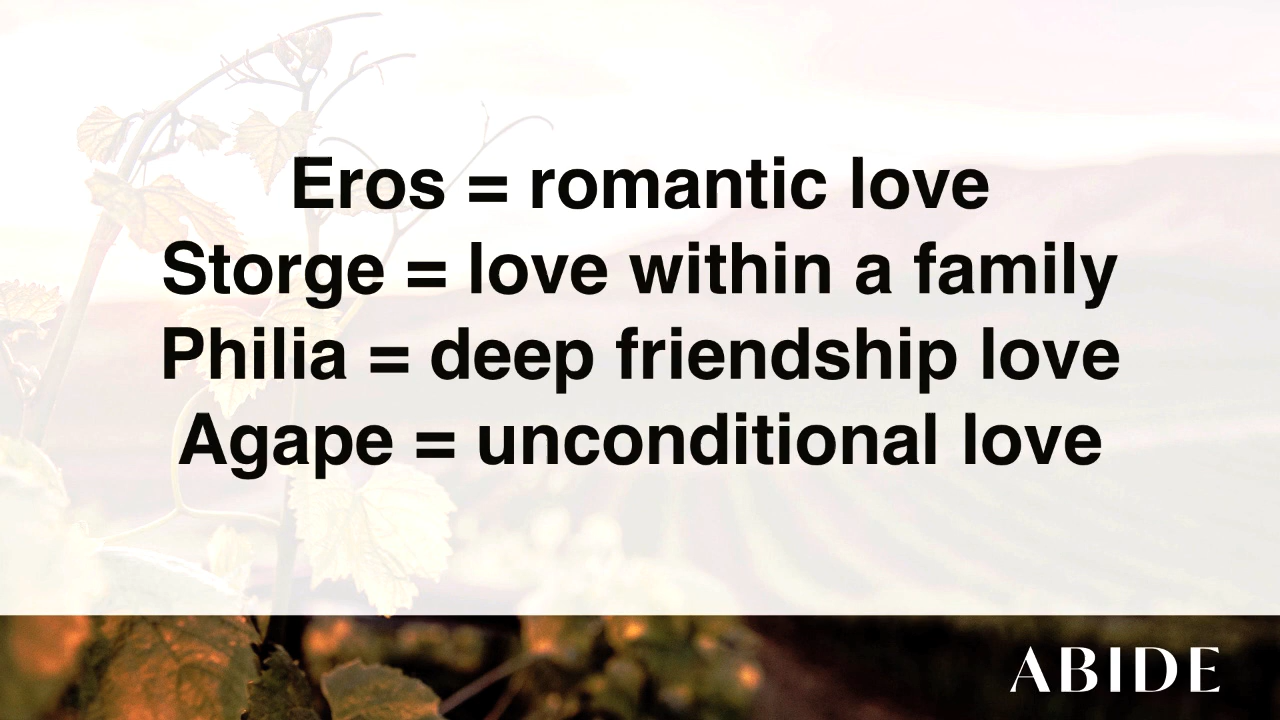 Eros = romantic love
Storge = love within a family
Philia = deep friendship love
Agape = unconditional love
ABIDE